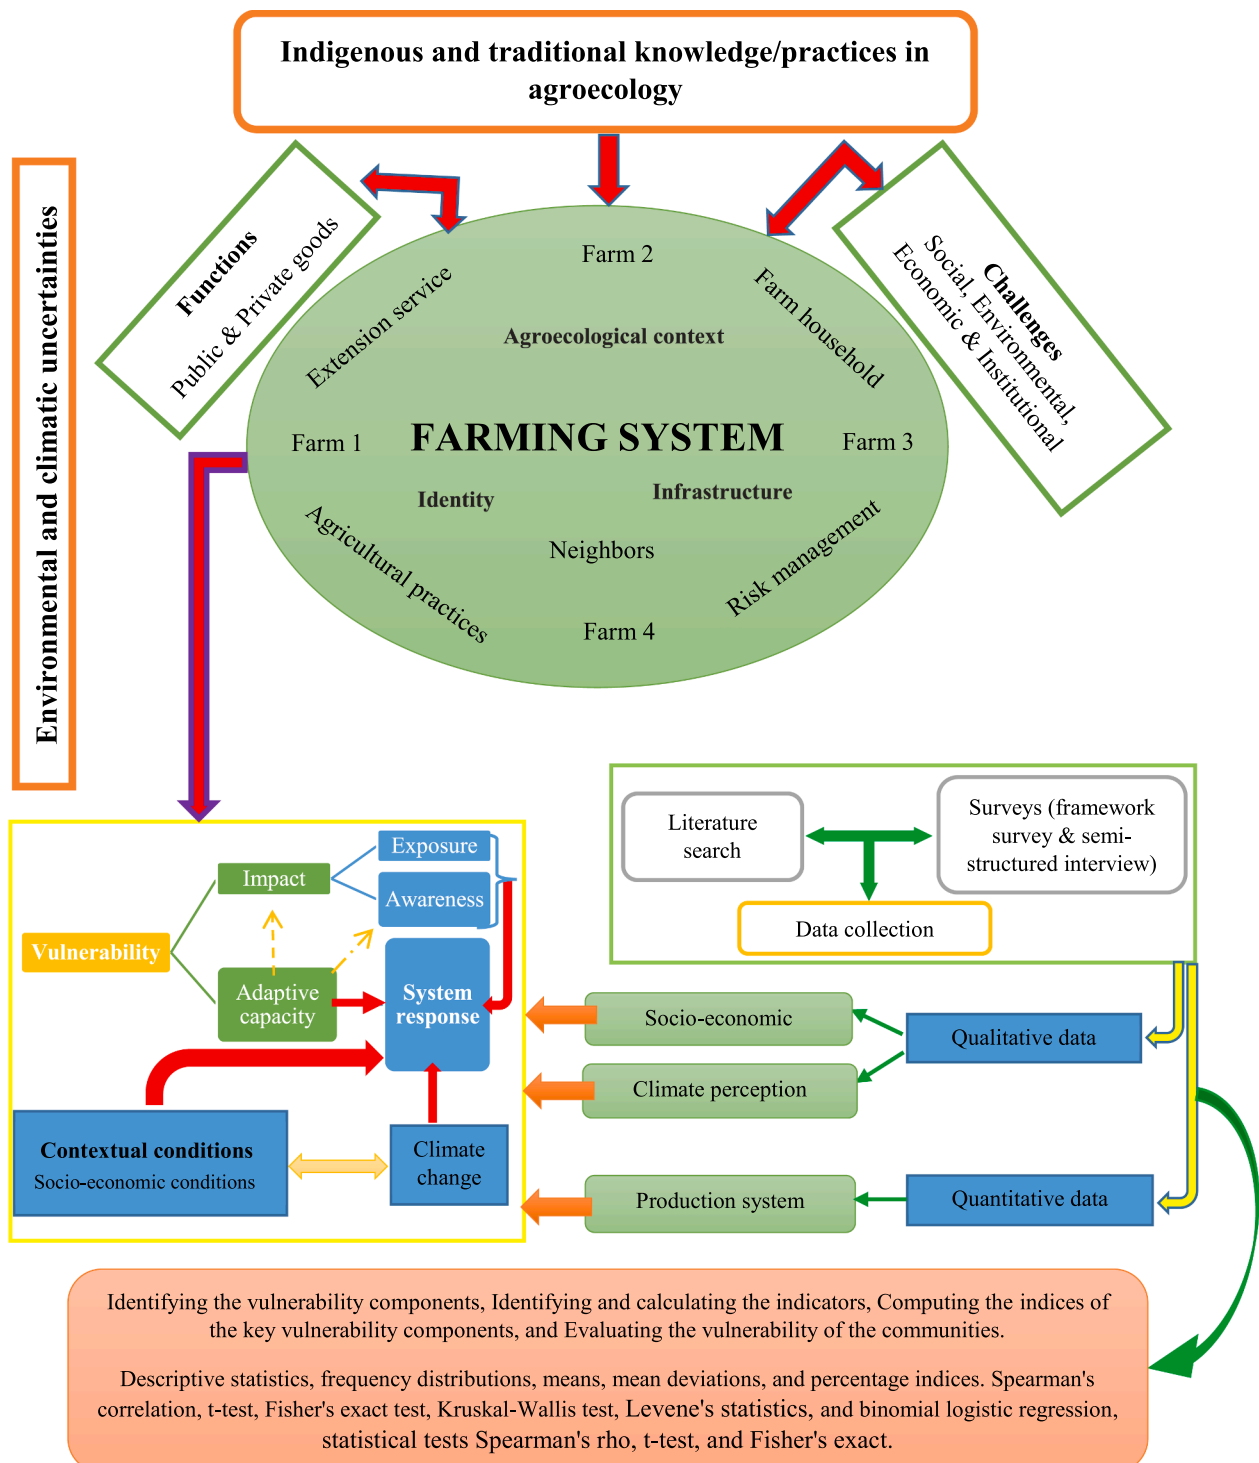 Indigenous and traditional knowledge/practices in
agroecology
Environmental and climatic uncertainties
Functions
Public & Private goods
Challenges
Social, Environmental,
Economic & Institutional
Farm 2
Extension service
Farm household
Agroecological context
Farm 1
FARMING SYSTEM
Farm 3
Identity
Infrastructure
Agricultural practices
Neighbors
Risk management
Farm 4
Literature
search
Surveys (framework
survey & semi-
structured interview)
Data collection
Exposure
Impact
Awareness
Vulnerability
Adaptive
capacity
System
response
Contextual conditions
Socio-economic conditions
Climate
change
Socio-economic
Climate perception
Production system
Qualitative data
Quantitative data
Identifying the vulnerability components, Identifying and calculating the indicators, Computing the indices of
the key vulnerability components, and Evaluating the vulnerability of the communities.
Descriptive statistics, frequency distributions, means, mean deviations, and percentage indices. Spearman's
correlation, t-test, Fisher's exact test, Kruskal-Wallis test, Levene's statistics, and binomial logistic regression,
statistical tests Spearman's rho, t-test, and Fisher's exact.